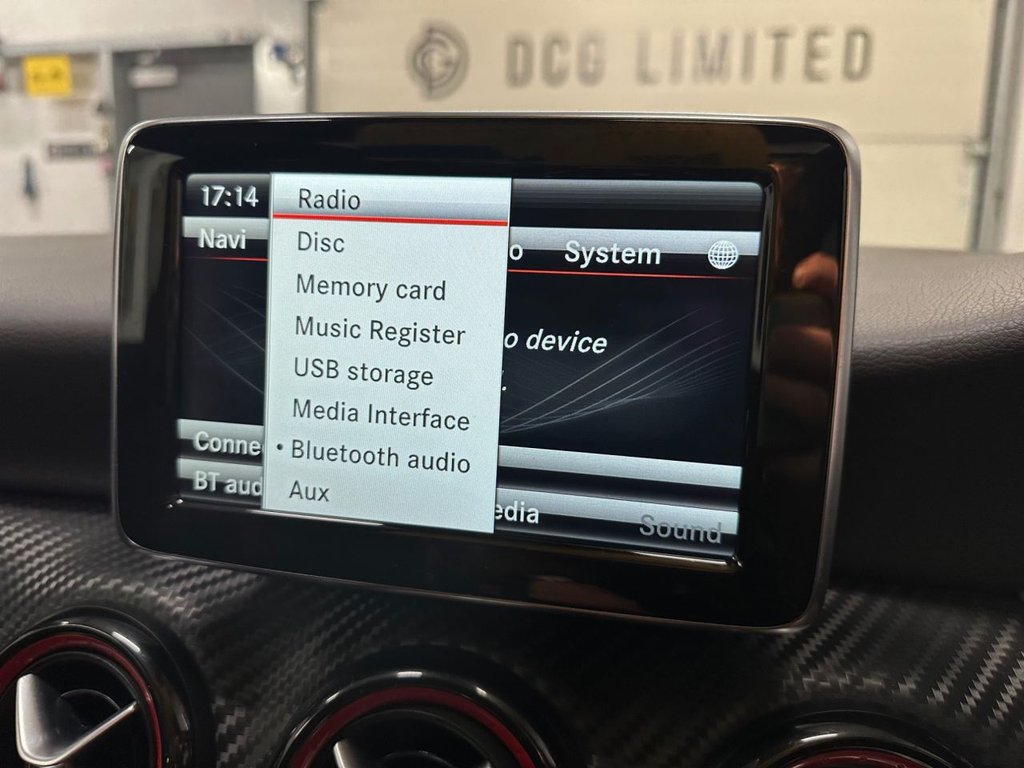 DCG LIMITED
17:14
Radio
Navi
Disc
o System
Memory card
Music Register
o device
USB storage
.
Media Interface
Conne
Bluetooth audio
BT aud
Aux
edia
Sound